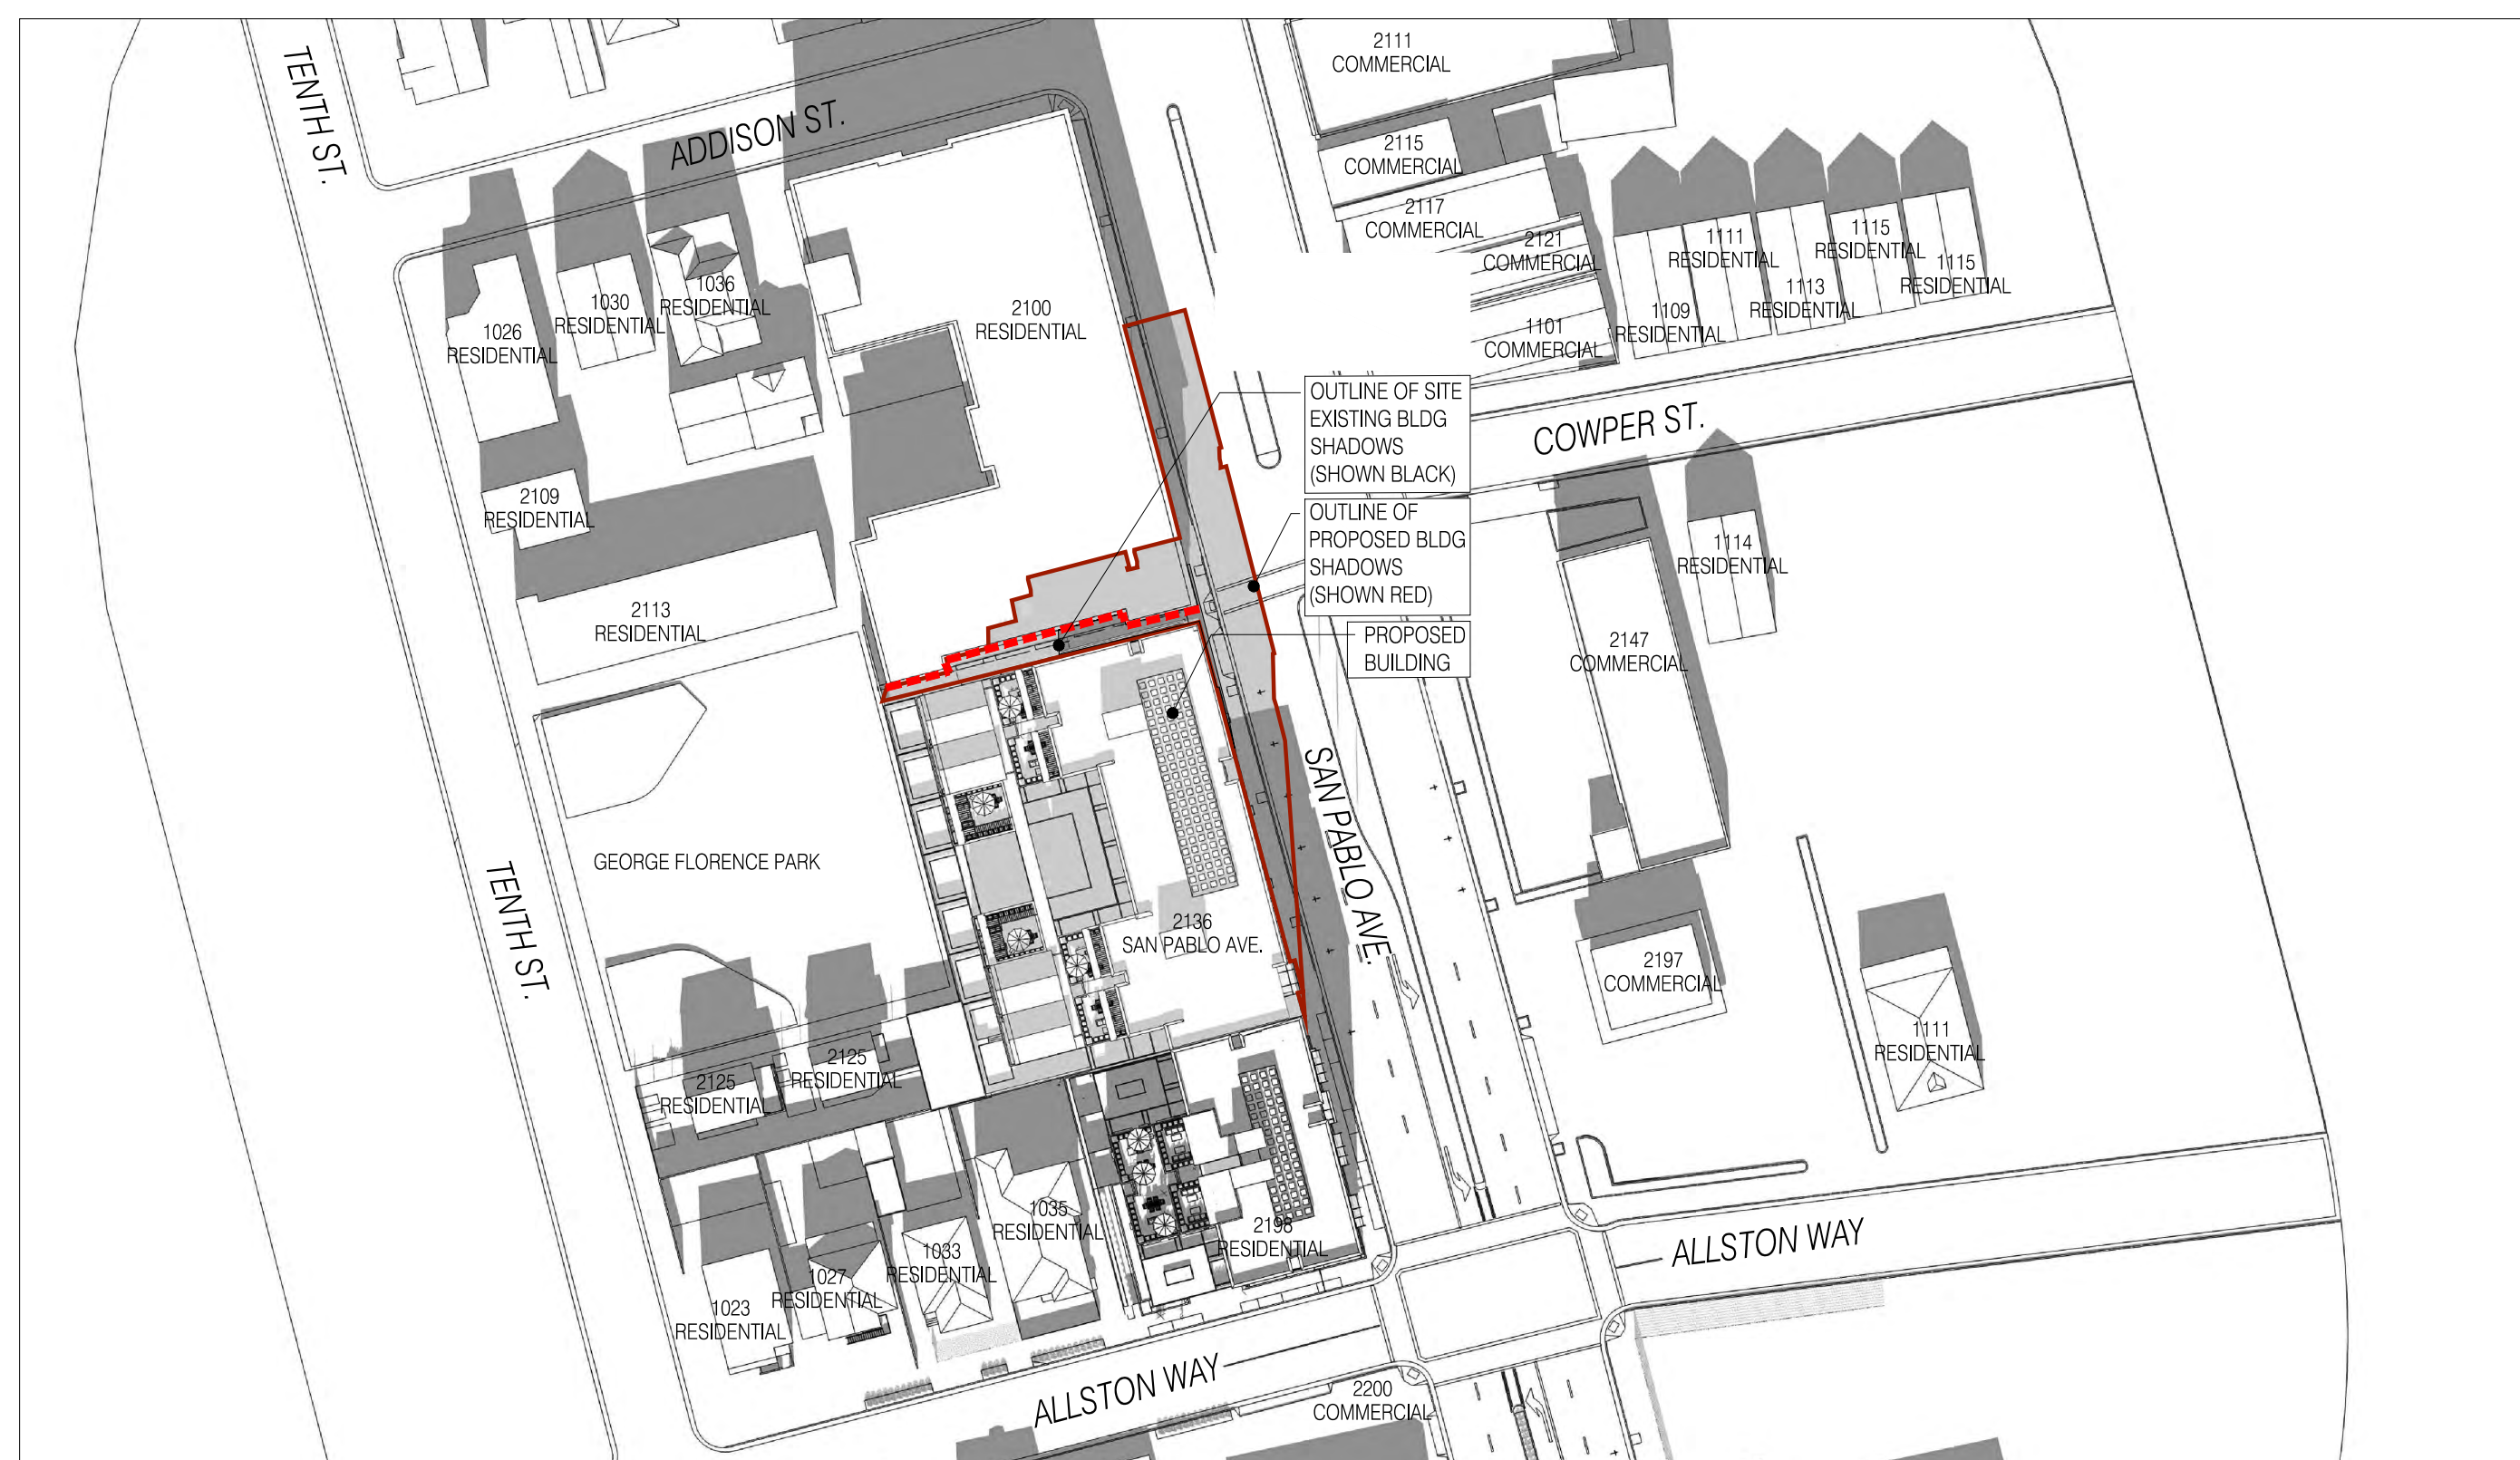 TENTH ST.
ADDISON ST.
2111
COMMERCIAL
2115
COMMERCIAL
2117
COMMERCIAL
2121
COMMERCIAL
1101
COMMERCIAL
1109
RESIDENTIAL
1111
RESIDENTIAL
1113
RESIDENTIAL
1115
RESIDENTIAL
1115
RESIDENTIAL
1026
RESIDENTIAL
1030
RESIDENTIAL
1036
RESIDENTIAL
2100
RESIDENTIAL
OUTLINE OF SITE
EXISTING BLDG
SHADOWS
(SHOWN BLACK)
COWPER ST.
OUTLINE OF
PROPOSED BLDG
SHADOWS
(SHOWN RED)
PROPOSED
BUILDING
2109
RESIDENTIAL
2113
RESIDENTIAL
1114
RESIDENTIAL
2147
COMMERCIAL
GEORGE FLORENCE PARK
TENTH ST.
SAN PABLO AVE.
2136
SAN PABLO AVE.
2197
COMMERCIAL
1111
RESIDENTIAL
2125
RESIDENTIAL
2125
RESIDENTIAL
1035
RESIDENTIAL
2198
RESIDENTIAL
1033
RESIDENTIAL
1027
RESIDENTIAL
1023
RESIDENTIAL
ALLSTON WAY
ALLSTON WAY
2200
COMMERCIAL